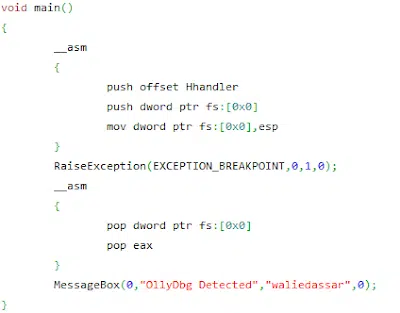 void main()
{
__asm
{
push offset Hhandler
push dword ptr fs:[0x0]
mov dword ptr fs:[0x0],esp
}
RaiseException(EXCEPTION_BREAKPOINT,0,1,0);
__asm
{
pop dword ptr fs:[0x0]
pop eax
}
MessageBox(0,"OllyDbg Detected","waliedassar",0);
}